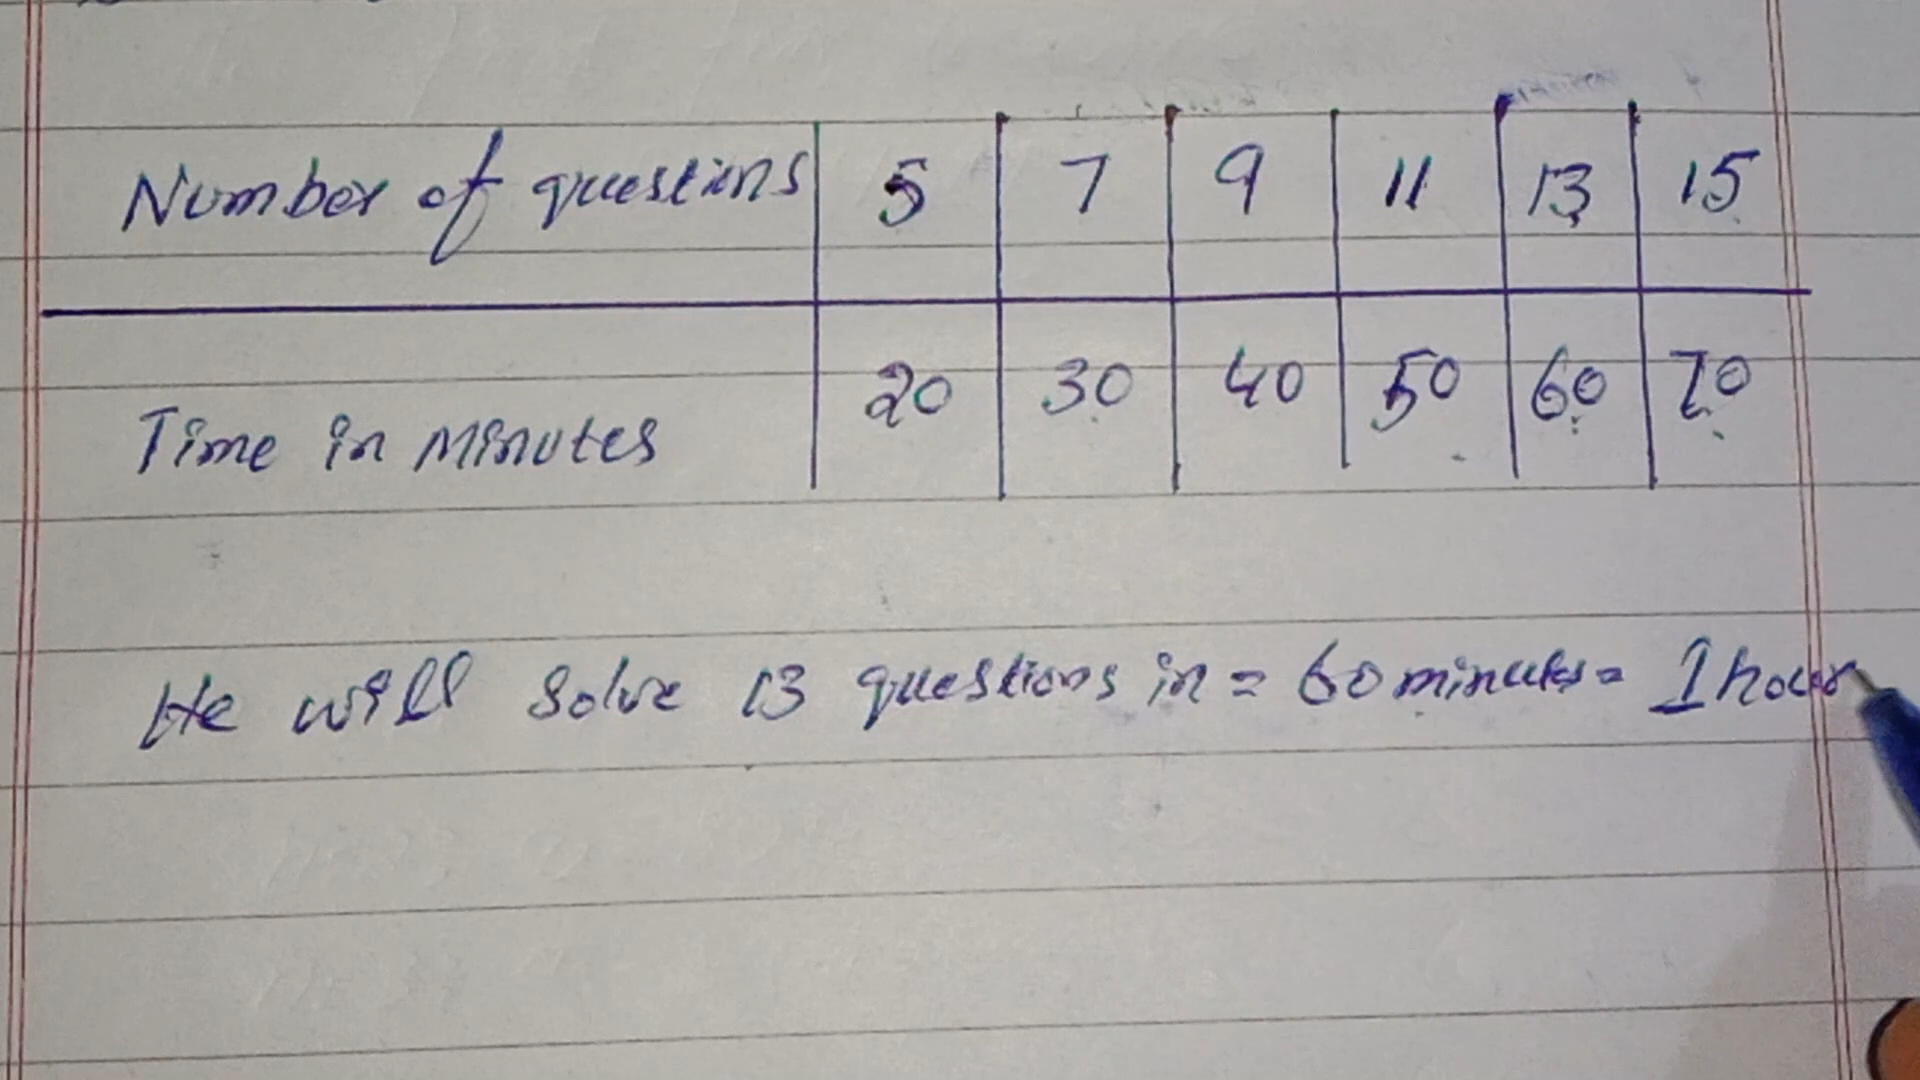 Number of questions 5 7 9 11 13 15
Time in Minutes 20 30 40 50 60 70
He will solve 13 questions in = 60 minutes = 1 hour